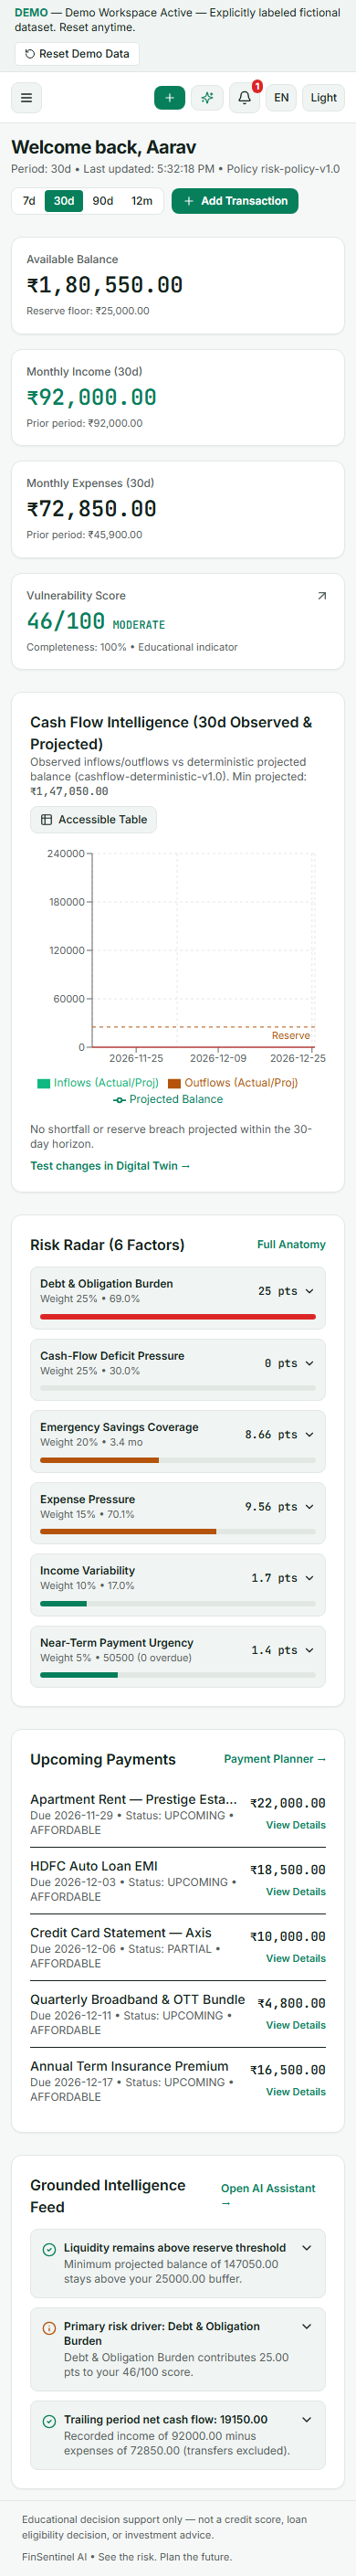 DEMO — Demo Workspace Active — Explicitly labeled fictional
dataset. Reset anytime.
Reset Demo Data
1
EN
Light
Welcome back, Aarav
Period: 30d • Last updated: 5:32:18 PM • Policy risk-policy-v1.0
7d 30d 90d 12m
+ Add Transaction
Available Balance
₹1,80,550.00
Reserve floor: ₹25,000.00
Monthly Income (30d)
₹92,000.00
Prior period: ₹92,000.00
Monthly Expenses (30d)
₹72,850.00
Prior period: ₹45,900.00
Vulnerability Score
46/100 MODERATE
Completeness: 100% • Educational indicator
Cash Flow Intelligence (30d Observed &
Projected)
Observed inflows/outflows vs deterministic projected
balance (cashflow-deterministic-v1.0). Min projected:
₹1,47,050.00
Accessible Table
240000
180000
120000
60000
Reserve
0
2026-11-25 2026-12-09 2026-12-25
Inflows (Actual/Proj) Outflows (Actual/Proj)
Projected Balance
No shortfall or reserve breach projected within the 30-
day horizon.
Test changes in Digital Twin →
Risk Radar (6 Factors)
Full Anatomy
Debt & Obligation Burden
25 pts
Weight 25% • 69.0%
Cash-Flow Deficit Pressure
0 pts
Weight 25% • 30.0%
Emergency Savings Coverage
8.66 pts
Weight 20% • 3.4 mo
Expense Pressure
9.56 pts
Weight 15% • 70.1%
Income Variability
1.7 pts
Weight 10% • 17.0%
Near-Term Payment Urgency
1.4 pts
Weight 5% • 50500 (0 overdue)
Upcoming Payments
Payment Planner →
Apartment Rent — Prestige Esta...
₹22,000.00
Due 2026-11-29 • Status: UPCOMING •
AFFORDABLE
View Details
HDFC Auto Loan EMI
₹18,500.00
Due 2026-12-03 • Status: UPCOMING •
AFFORDABLE
View Details
Credit Card Statement — Axis
₹10,000.00
Due 2026-12-06 • Status: PARTIAL •
AFFORDABLE
View Details
Quarterly Broadband & OTT Bundle
₹4,800.00
Due 2026-12-11 • Status: UPCOMING •
AFFORDABLE
View Details
Annual Term Insurance Premium
₹16,500.00
Due 2026-12-17 • Status: UPCOMING •
AFFORDABLE
View Details
Grounded Intelligence
Feed
Open AI Assistant
→
Liquidity remains above reserve threshold
Minimum projected balance of 147050.00
stays above your 25000.00 buffer.
Primary risk driver: Debt & Obligation
Burden
Debt & Obligation Burden contributes 25.00
pts to your 46/100 score.
Trailing period net cash flow: 19150.00
Recorded income of 92000.00 minus
expenses of 72850.00 (transfers excluded).
Educational decision support only — not a credit score, loan
eligibility decision, or investment advice.
FinSentinel AI • See the risk. Plan the future.